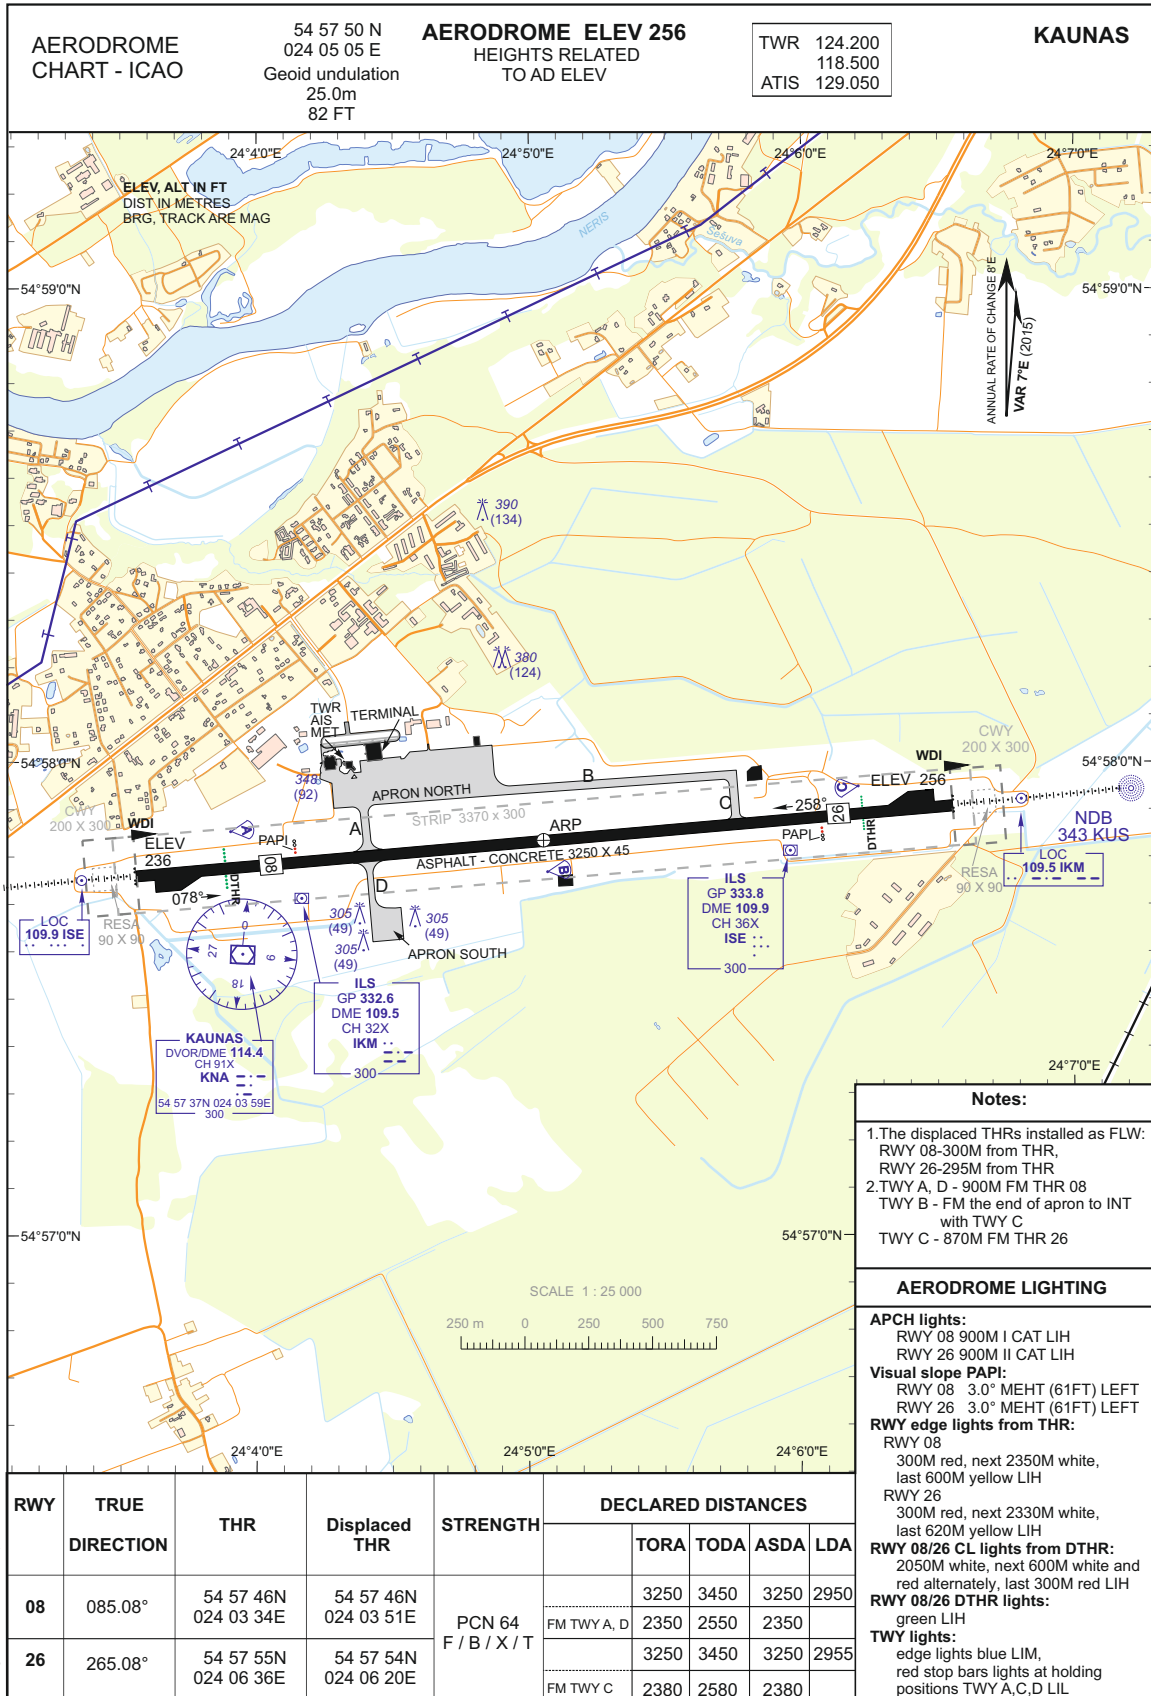 AERODROME
CHART - ICAO
54 57 50 N
024 05 05 E
Geoid undulation
25.0m
82 FT
AERODROME ELEV 256
HEIGHTS RELATED
TO AD ELEV
TWR 124.200
118.500
ATIS 129.050
KAUNAS
24°4'0"E
24°5'0"E
24°6'0"E
24°7'0"E
ELEV, ALT IN FT
DIST IN METRES
BRG, TRACK ARE MAG
NERIS
Šešuva
54°59'0"N
54°59'0"N
ANNUAL RATE OF CHANGE 8'E
VAR 7°E (2015)
390
(134)
380
(124)
TWR
AIS
MET
TERMINAL
54°58'0"N
54°58'0"N
348
(92)
APRON NORTH
B
CWY
200 X 300
WDI
ELEV 256
CWY
200 X 300
WDI
A
STRIP 3370 x 300
C
258°
26
C
NDB
343 KUS
ELEV
236
A
PAPI
08
ARP
ASPHALT - CONCRETE 3250 X 45
PAPI
DTHR
LOC
109.5 IKM
RESA
90 X 90
078°
DTHR
D
B
LOC
109.9 ISE
RESA
90 X 90
305
(49)
305
(49)
305
(49)
APRON SOUTH
ILS
GP 333.8
DME 109.9
CH 36X
ISE
300
0
9
18
27
ILS
GP 332.6
DME 109.5
CH 32X
IKM
300
KAUNAS
DVOR/DME 114.4
CH 91X
KNA
54 57 37N 024 03 59E
300
24°7'0"E
Notes:
1.The displaced THRs installed as FLW:
RWY 08-300M from THR,
RWY 26-295M from THR
2.TWY A, D - 900M FM THR 08
TWY B - FM the end of apron to INT
with TWY C
TWY C - 870M FM THR 26
54°57'0"N
54°57'0"N
SCALE 1 : 25 000
250 m 0 250 500 750
24°4'0"E
24°5'0"E
24°6'0"E
AERODROME LIGHTING
APCH lights:
RWY 08 900M I CAT LIH
RWY 26 900M II CAT LIH
Visual slope PAPI:
RWY 08 3.0° MEHT (61FT) LEFT
RWY 26 3.0° MEHT (61FT) LEFT
RWY edge lights from THR:
RWY 08
300M red, next 2350M white,
last 600M yellow LIH
RWY 26
300M red, next 2330M white,
last 620M yellow LIH
RWY 08/26 CL lights from DTHR:
2050M white, next 600M white and
red alternately, last 300M red LIH
RWY 08/26 DTHR lights:
green LIH
TWY lights:
edge lights blue LIM,
red stop bars lights at holding
positions TWY A,C,D LIL
RWY
TRUE
DIRECTION
THR
Displaced
THR
STRENGTH
DECLARED DISTANCES
TORA TODA ASDA LDA
08 085.08° 54 57 46N
024 03 34E
54 57 46N
024 03 51E
PCN 64
F / B / X / T
3250 3450 3250 2950
FM TWY A, D 2350 2550 2350
26 265.08° 54 57 55N
024 06 36E
54 57 54N
024 06 20E
3250 3450 3250 2955
FM TWY C 2380 2580 2380